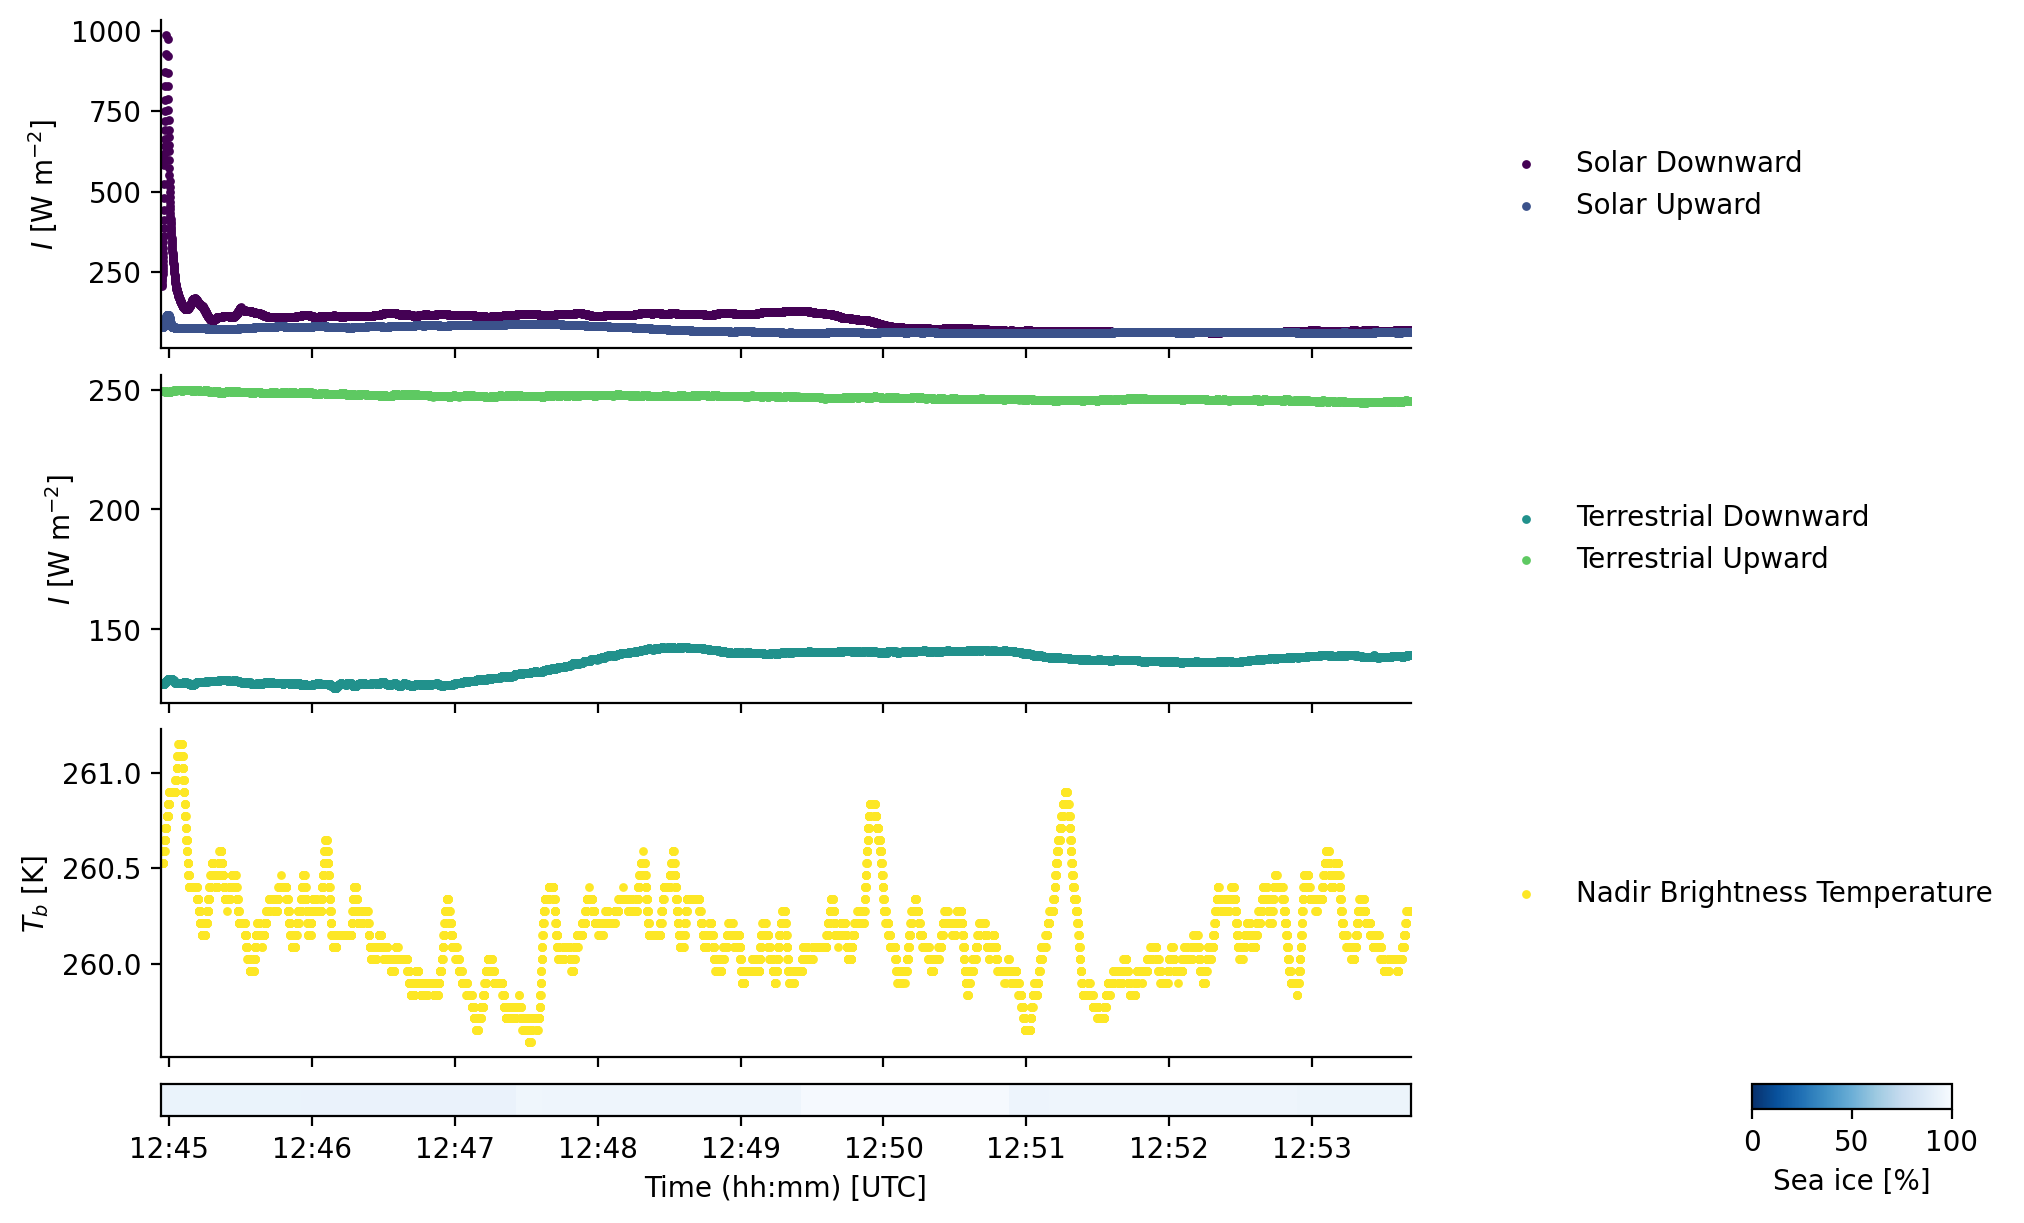 1000
750
500
250
I [W m⁻²]
Solar Downward
Solar Upward
250
200
150
I [W m⁻²]
Terrestrial Downward
Terrestrial Upward
261.0
260.5
260.0
T_b [K]
Nadir Brightness Temperature
12:45 12:46 12:47 12:48 12:49 12:50 12:51 12:52 12:53
Time (hh:mm) [UTC]
0 50 100
Sea ice [%]